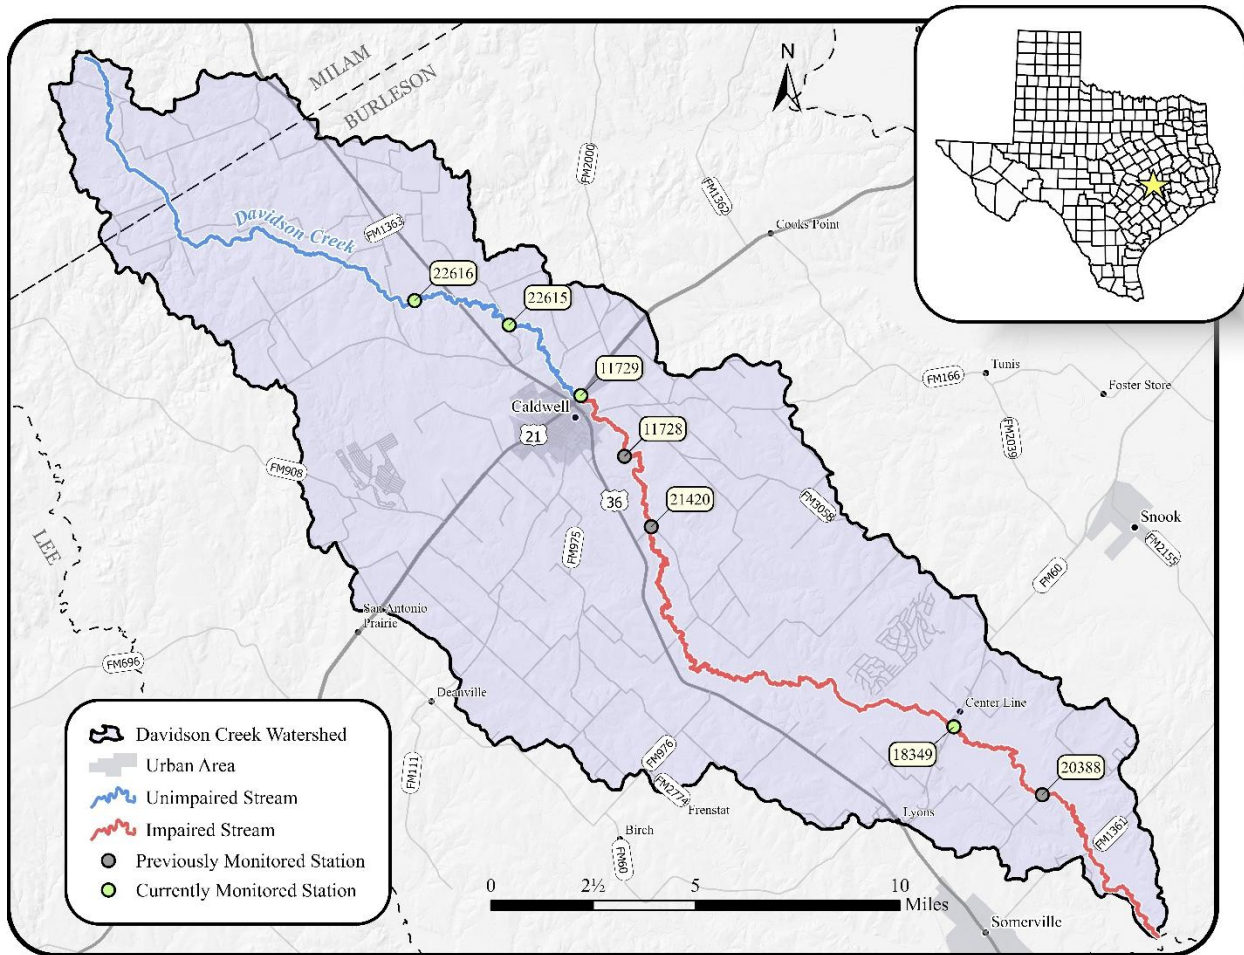 N
MILAM
BURLESON
FM2000
FM1362
Cooks Point
Davidson Creek
FM1363
22616
22615
11729
Caldwell
21
11728
36
21420
FM166
Tunis
Foster Store
FM2039
Snook
FM2155
FM60
FM3058
FM908
LEE
FM975
San Antonio
Prairie
FM696
Deanville
FM111
FM976
FM2774
Frenstat
Birch
FM60
Center Line
18349
20388
Lyons
FM1361
Somerville
Davidson Creek Watershed
Urban Area
Unimpaired Stream
Impaired Stream
Previously Monitored Station
Currently Monitored Station
0 2½ 5 10
Miles